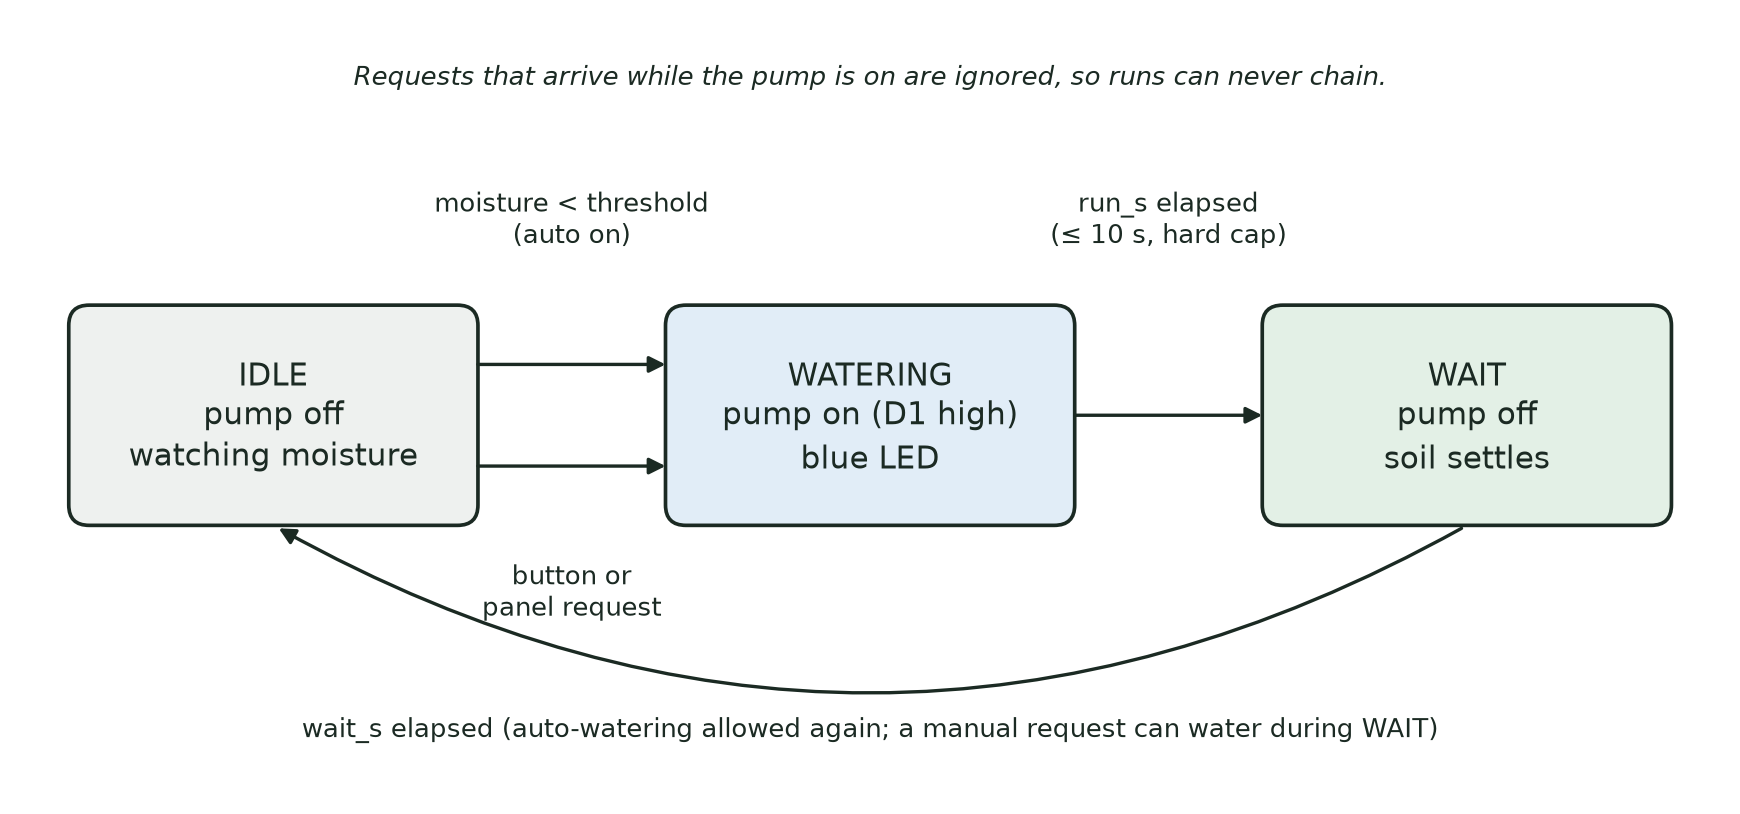 Requests that arrive while the pump is on are ignored, so runs can never chain.
moisture < threshold
(auto on)
run_s elapsed
(≤ 10 s, hard cap)
IDLE
pump off
watching moisture
WATERING
pump on (D1 high)
blue LED
WAIT
pump off
soil settles
button or
panel request
wait_s elapsed (auto-watering allowed again; a manual request can water during WAIT)